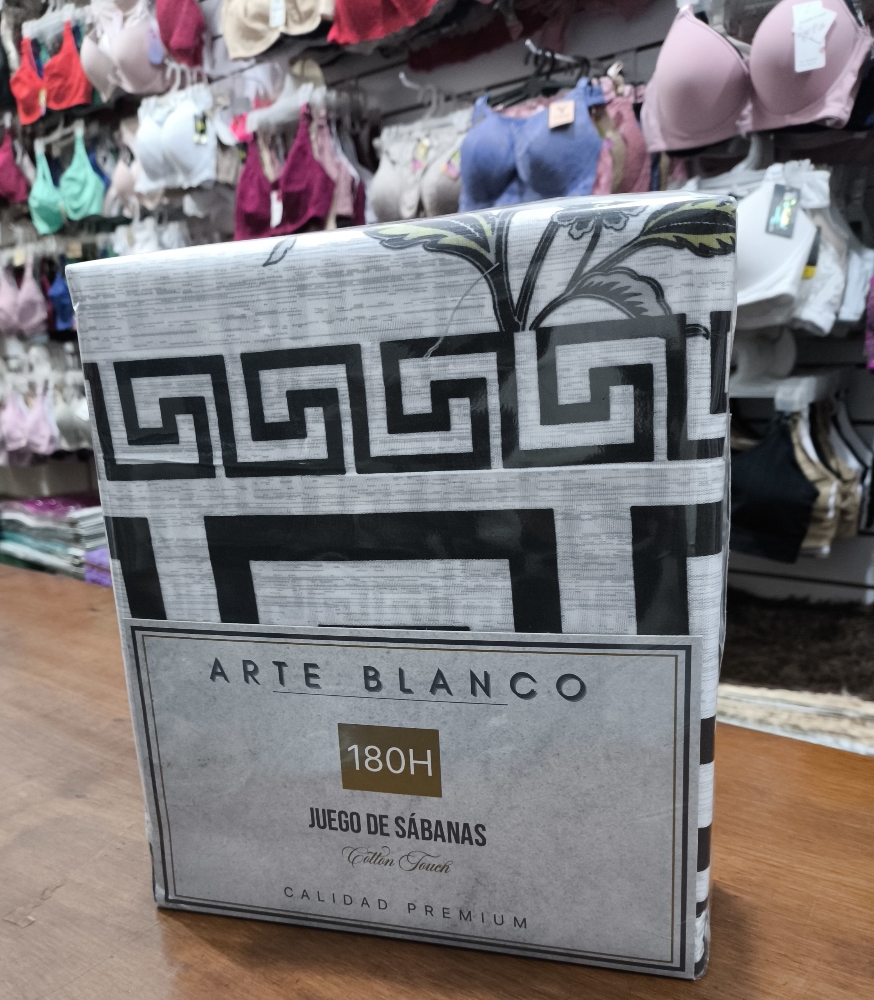 ARTE BLANCO
180H
JUEGO DE SÁBANAS
Cotton Touch
CALIDAD PREMIUM